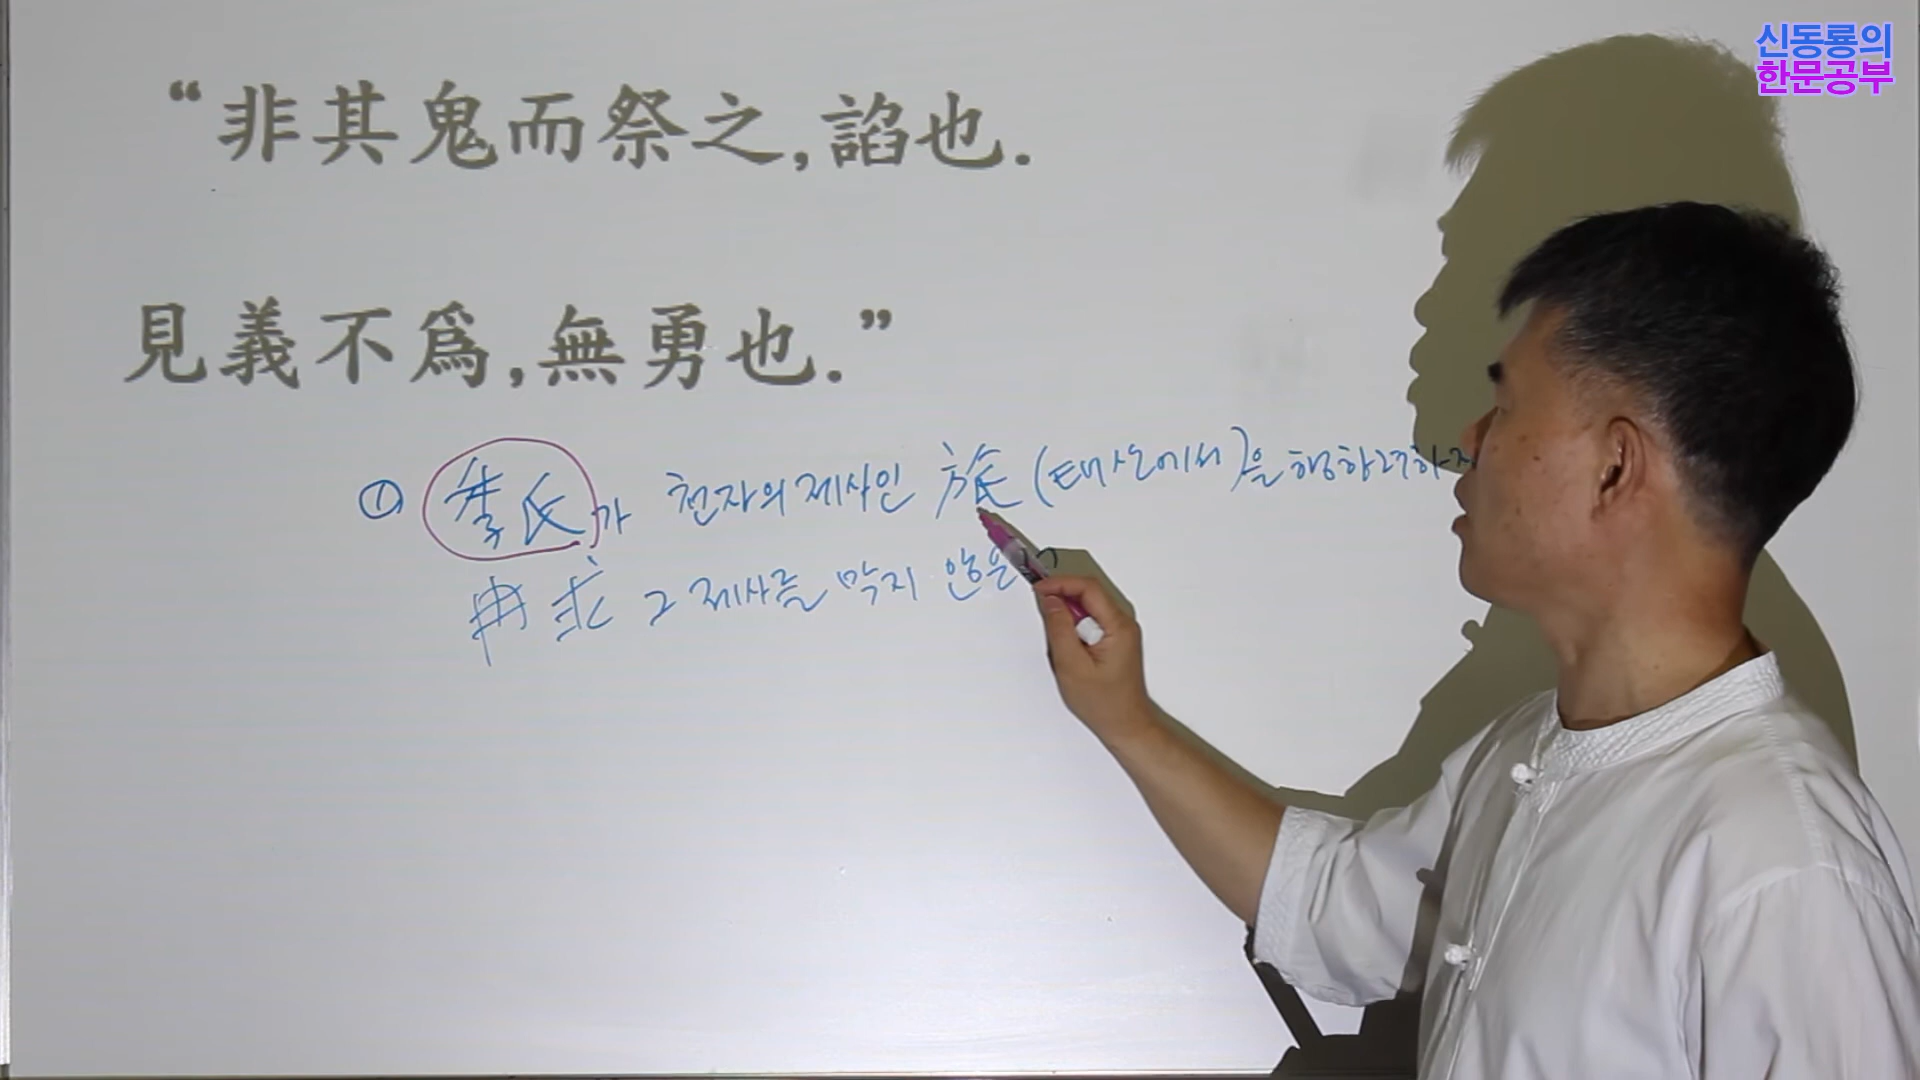 신동룡의
한문공부
“非其鬼而祭之,諂也.
見義不爲,無勇也.”
① 季氏가 천자의 제사인 旅 (태산에서)을 행하려하자
冉求 그 제사를 막지 않은